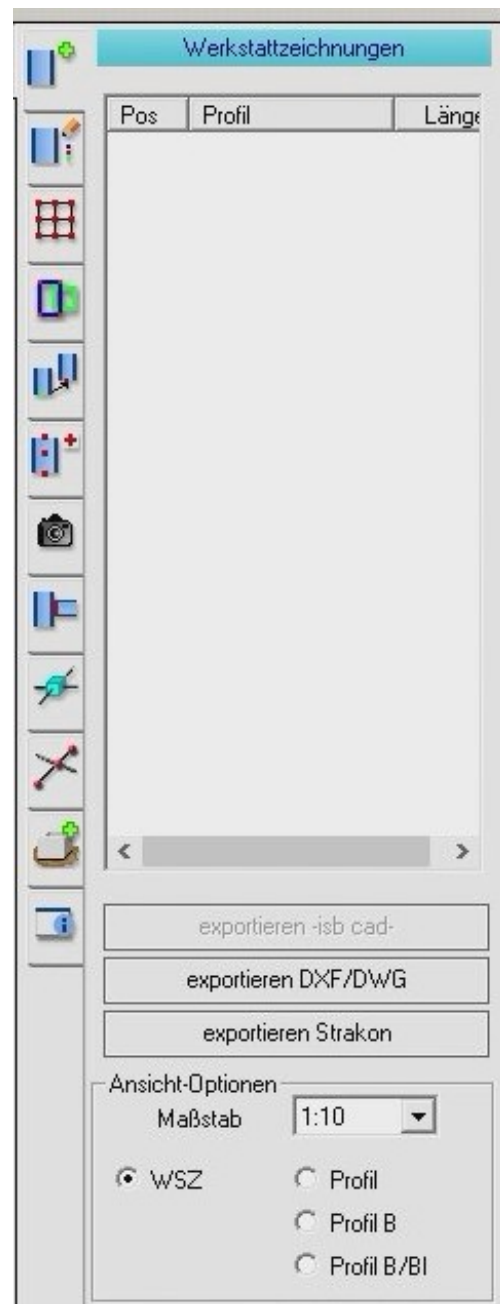 Werkstattzeichnungen
Pos Profil Länge
exportieren -isb cad-
exportieren DXF/DWG
exportieren Strakon
Ansicht-Optionen
Maßstab 1:10
WSZ Profil
Profil B
Profil B/Bl